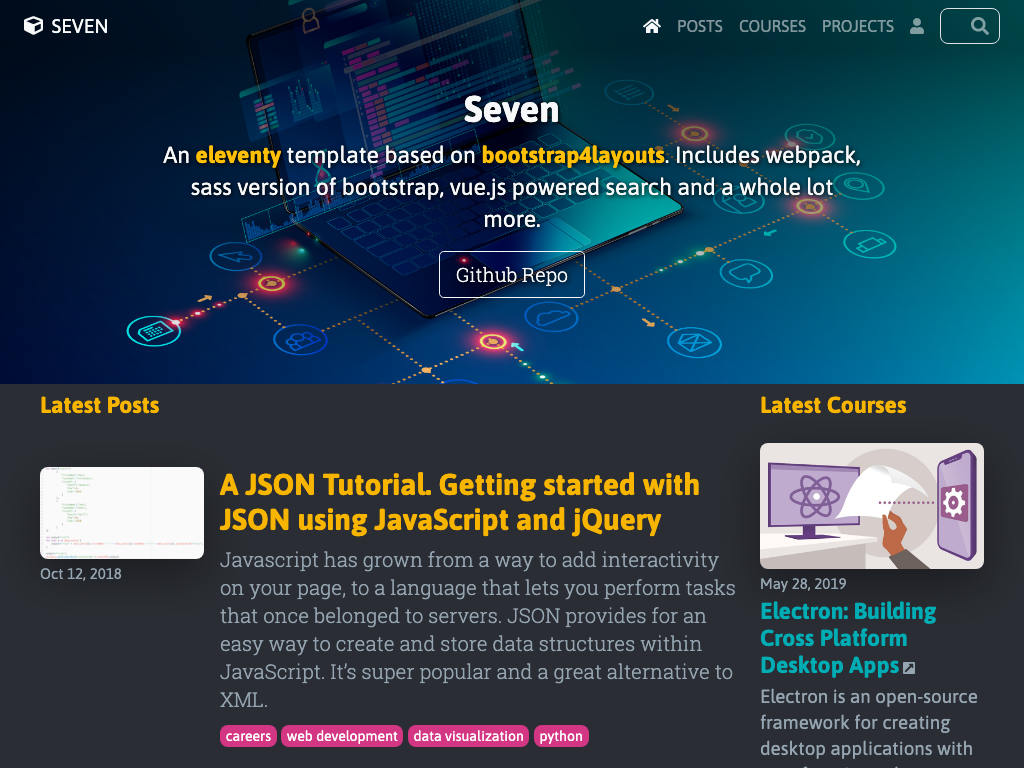 SEVEN
POSTS COURSES PROJECTS
Seven
An eleventy template based on bootstrap4layouts. Includes webpack,
sass version of bootstrap, vue.js powered search and a whole lot
more.
Github Repo
Latest Posts
Oct 12, 2018
A JSON Tutorial. Getting started with
JSON using JavaScript and jQuery
Javascript has grown from a way to add interactivity
on your page, to a language that lets you perform tasks
that once belonged to servers. JSON provides for an
easy way to create and store data structures within
JavaScript. It’s super popular and a great alternative to
XML.
careers web development data visualization python
Latest Courses
May 28, 2019
Electron: Building
Cross Platform
Desktop Apps
Electron is an open-source
framework for creating
desktop applications with